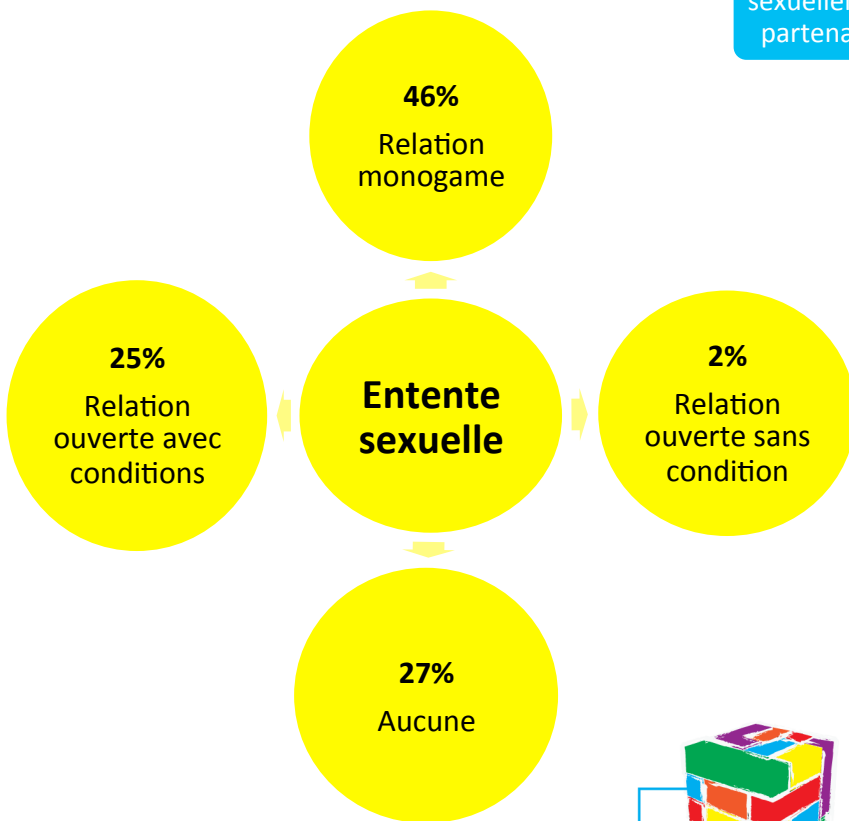 46%
Relation
monogame
25%
Relation
ouverte avec
conditions
Entente
sexuelle
2%
Relation
ouverte sans
condition
27%
Aucune